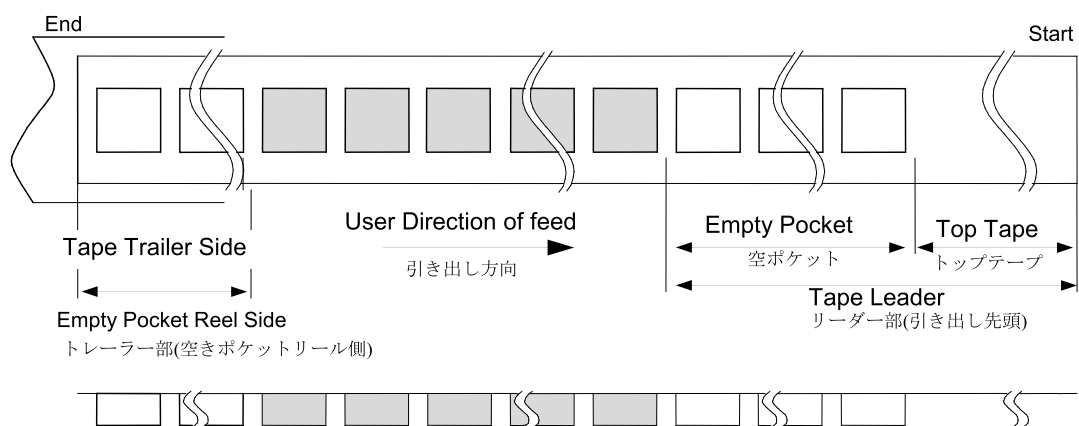 End
Start
User Direction of feed
引き出し方向
Empty Pocket
空ポケット
Top Tape
トップテープ
Tape Trailer Side
Tape Leader
リーダー部(引き出し先頭)
Empty Pocket Reel Side
トレーラー部(空きポケットリール側)